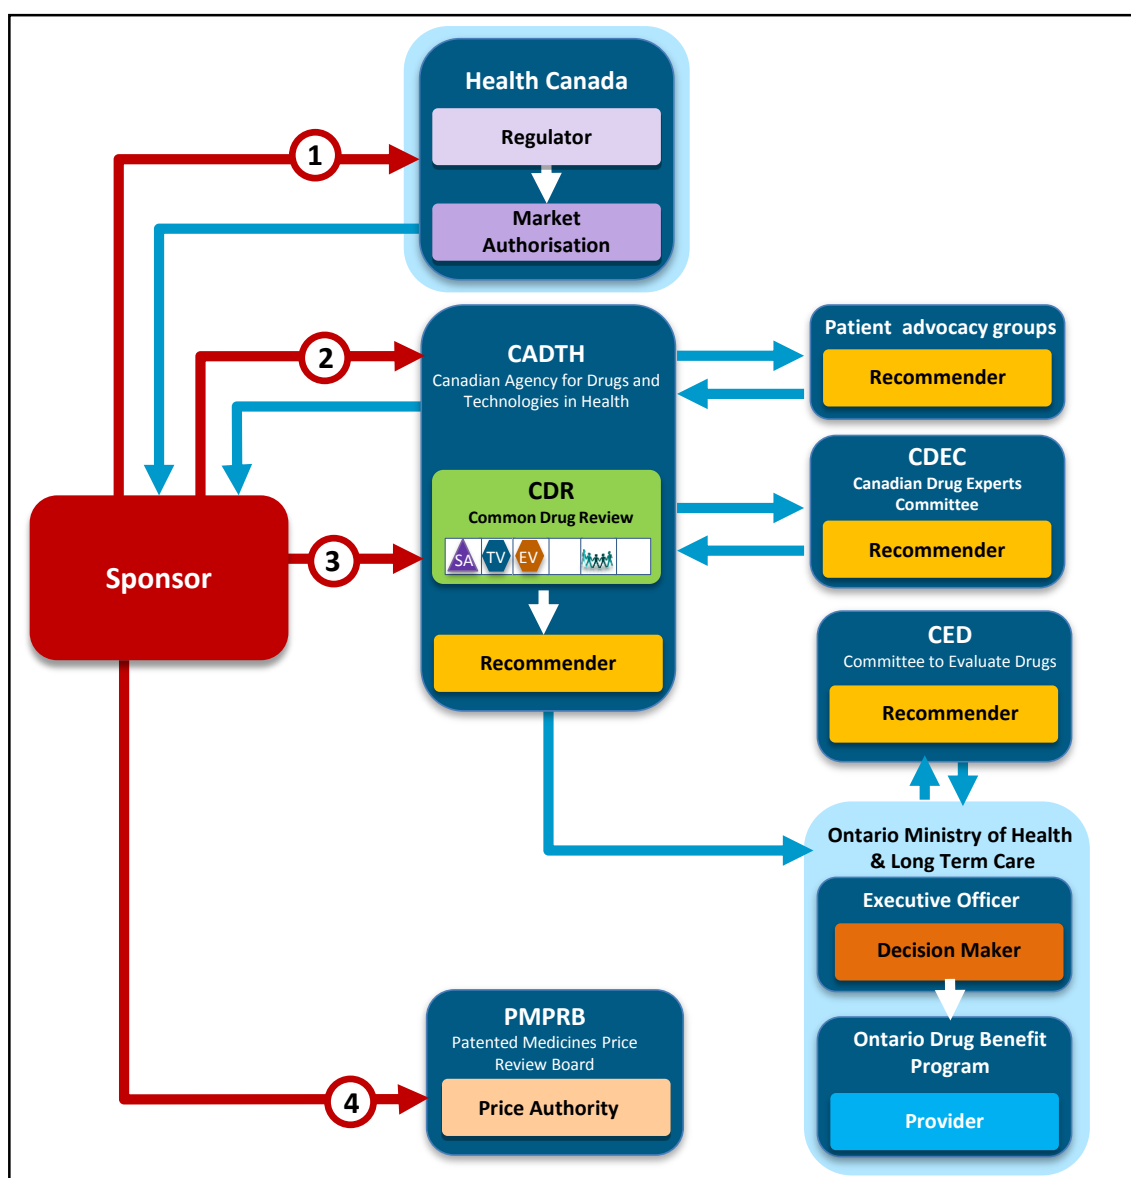 Health Canada
Regulator
1
Market
Authorisation
2
CADTH
Canadian Agency for Drugs and
Technologies in Health
Patient advocacy groups
Recommender
CDR
Common Drug Review
SA TV EV
Recommender
CDEC
Canadian Drug Experts
Committee
Recommender
3
Sponsor
CED
Committee to Evaluate Drugs
Recommender
Ontario Ministry of Health
& Long Term Care
Executive Officer
Decision Maker
Ontario Drug Benefit
Program
Provider
PMPRB
Patented Medicines Price
Review Board
Price Authority
4